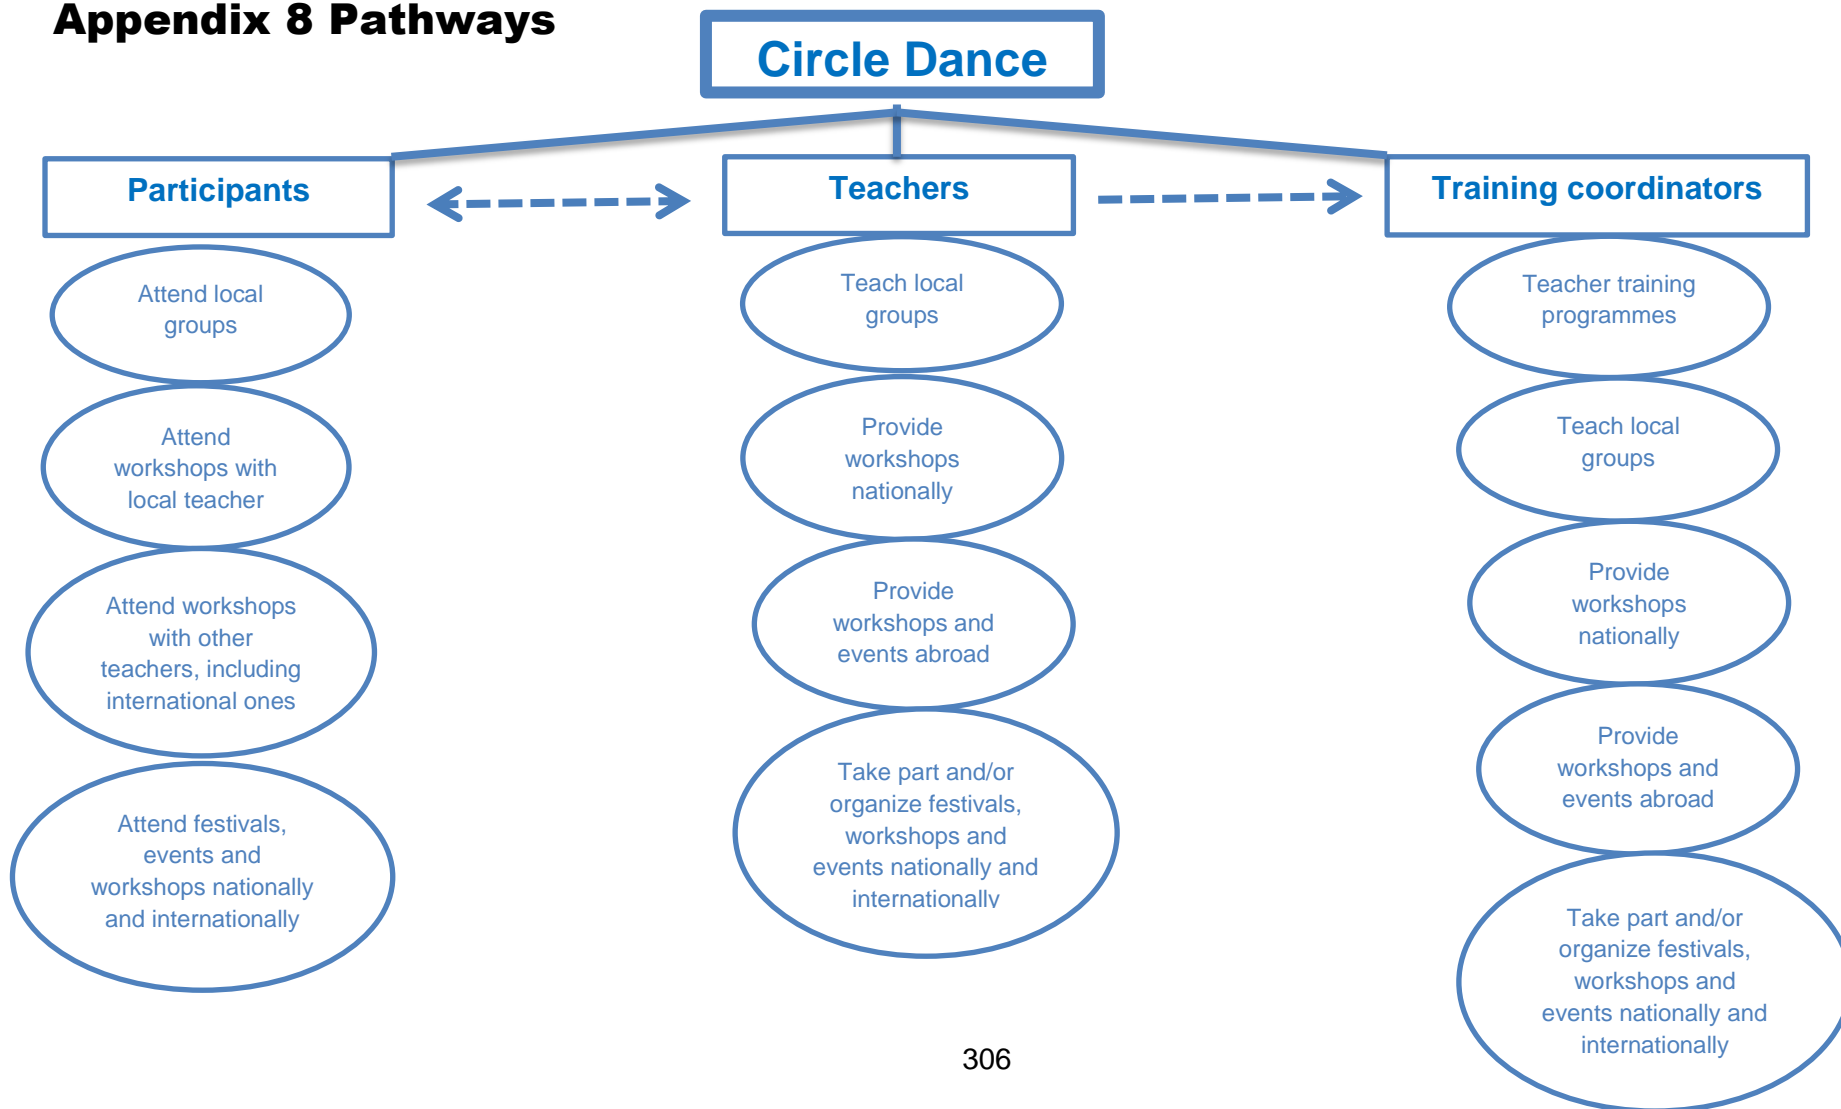 Appendix 8 Pathways
Circle Dance
Participants
Teachers
Training coordinators
Attend local
groups
Attend
workshops with
local teacher
Attend workshops
with other
teachers, including
international ones
Attend festivals,
events and
workshops nationally
and internationally
Teach local
groups
Provide
workshops
nationally
Provide
workshops and
events abroad
Take part and/or
organize festivals,
workshops and
events nationally and
internationally
Teacher training
programmes
Teach local
groups
Provide
workshops
nationally
Provide
workshops and
events abroad
Take part and/or
organize festivals,
workshops and
events nationally and
internationally
306